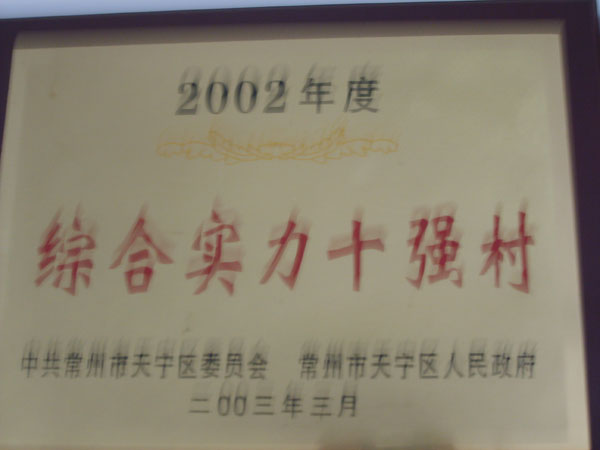 2002年度
综合实力十强村
中共常州市天宁区委员会 常州市天宁区人民政府
二00三年三月